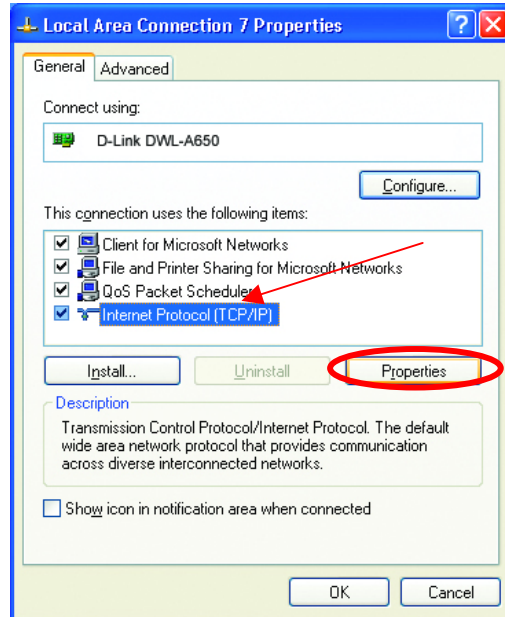 Local Area Connection 7 Properties
General
Advanced
Connect using:
D-Link DWL-A650
Configure...
This connection uses the following items:
Client for Microsoft Networks
File and Printer Sharing for Microsoft Networks
QoS Packet Scheduler
Internet Protocol (TCP/IP)
Install...
Uninstall
Properties
Description
Transmission Control Protocol/Internet Protocol. The default
wide area network protocol that provides communication
across diverse interconnected networks.
Show icon in notification area when connected
OK
Cancel